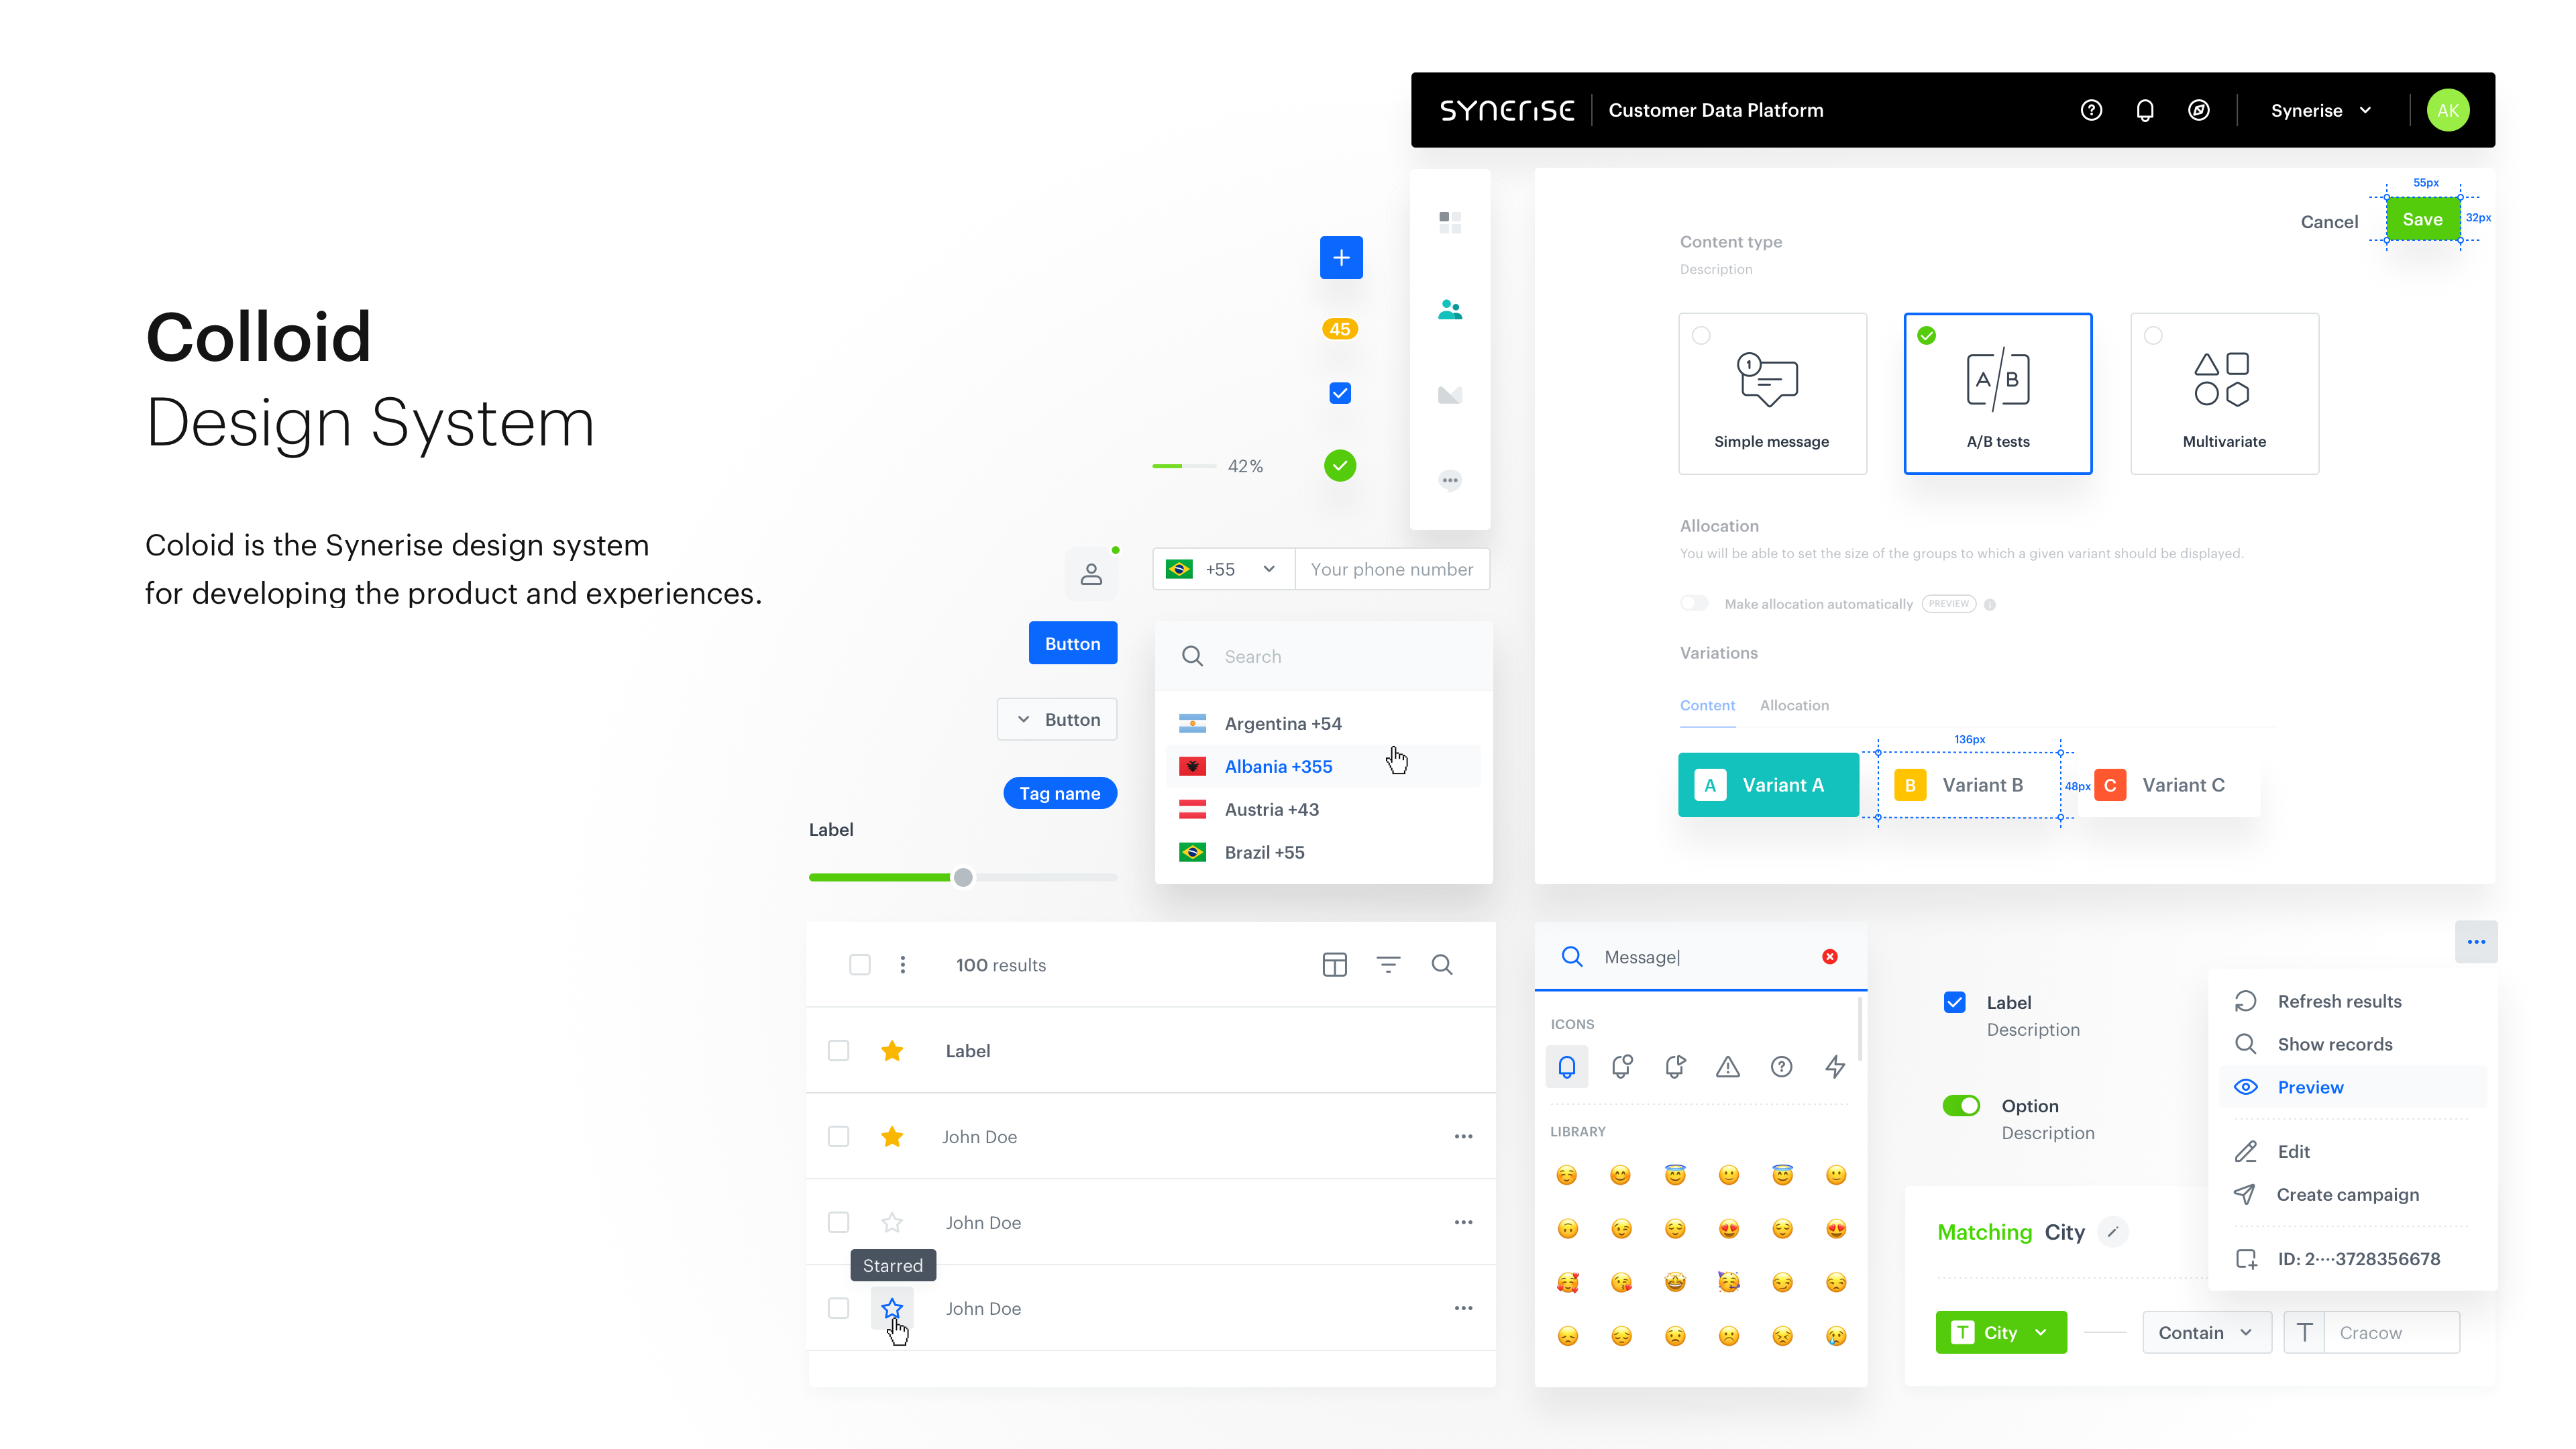 Colloid
Design System
Coloid is the Synerise design system
for developing the product and experiences.
SYNERISE
Customer Data Platform
Synerise
AK
45
42%
+55
Your phone number
Button
Button
Tag name
Label
Search
Argentina +54
Albania +355
Austria +43
Brazil +55
Cancel
Save
55px
32px
Content type
Description
1
Simple message
A/B
A/B tests
Multivariate
Allocation
You will be able to set the size of the groups to which a given variant should be displayed.
Make allocation automatically
PREVIEW
Variations
Content
Allocation
136px
A
Variant A
B
Variant B
48px
C
Variant C
100 results
Label
John Doe
John Doe
Starred
John Doe
Message
ICONS
LIBRARY
Label
Description
Option
Description
Refresh results
Show records
Preview
Edit
Create campaign
ID: 2····3728356678
Matching City
T
City
Contain
T
Cracow